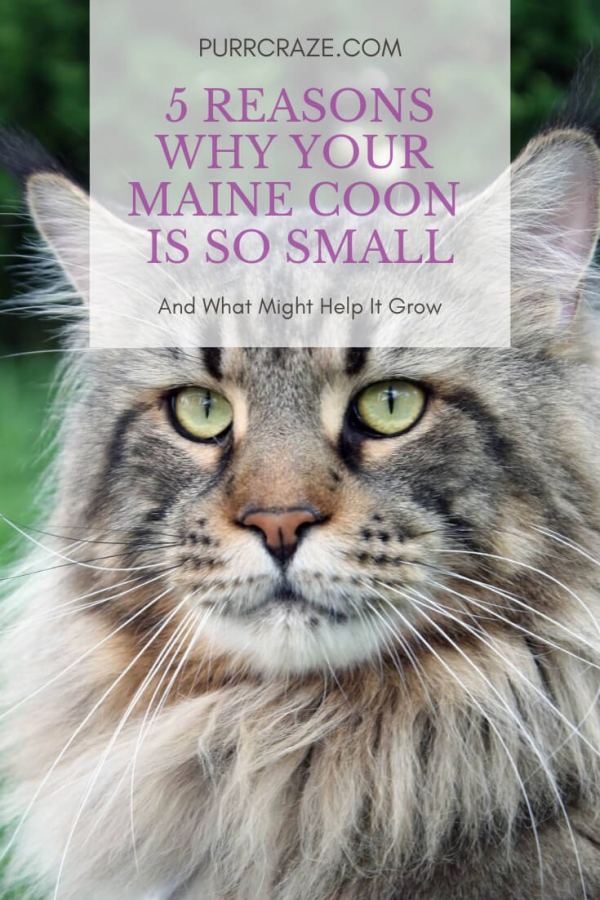 PURRCRAZE.COM
5 REASONS
WHY YOUR
MAINE COON
IS SO SMALL
And What Might Help It Grow